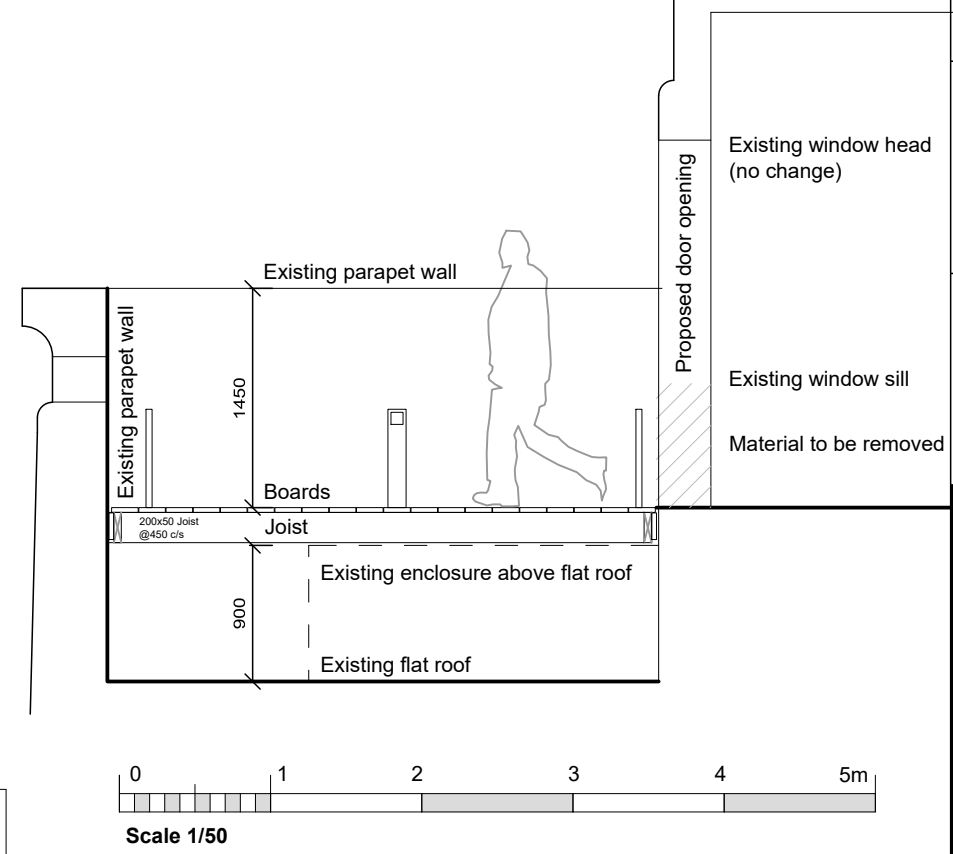 Existing window head
(no change)
Proposed door opening
Existing parapet wall
Existing parapet wall
1450
Existing window sill
Material to be removed
Boards
200x50 Joist
@450 c/s
Joist
Existing enclosure above flat roof
900
Existing flat roof
0 1 2 3 4 5m
Scale 1/50